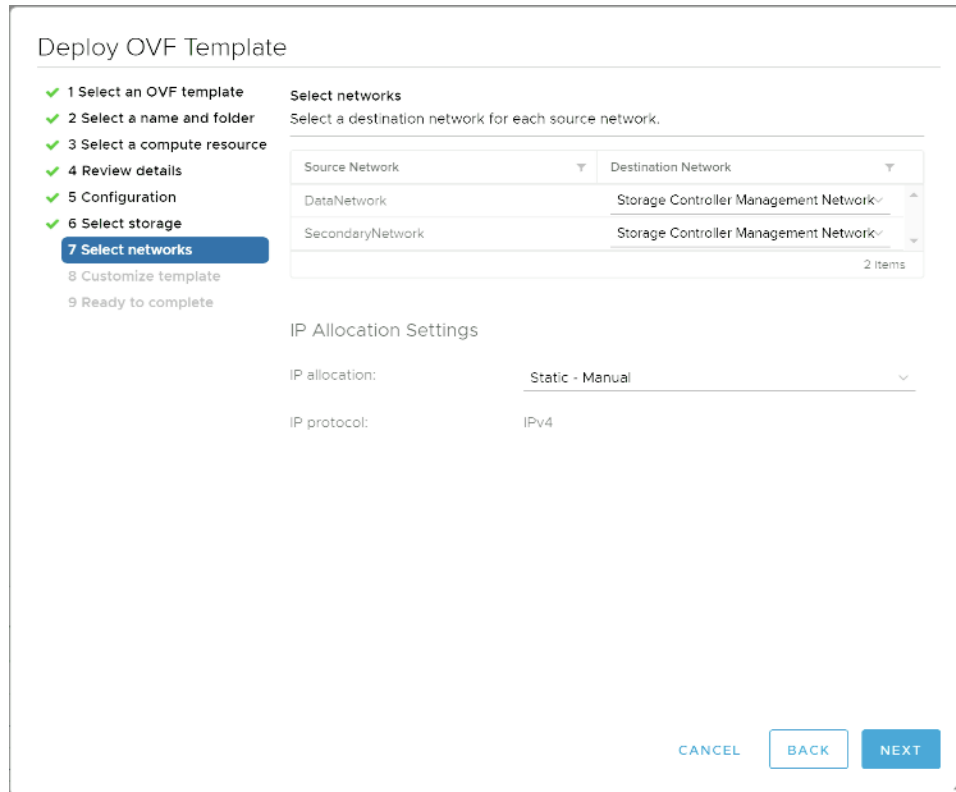 Deploy OVF Template
1 Select an OVF template
2 Select a name and folder
3 Select a compute resource
4 Review details
5 Configuration
6 Select storage
7 Select networks
8 Customize template
9 Ready to complete
Select networks
Select a destination network for each source network.
Source Network Destination Network
DataNetwork Storage Controller Management Network
SecondaryNetwork Storage Controller Management Network
2 items
IP Allocation Settings
IP allocation: Static - Manual
IP protocol: IPv4
CANCEL BACK NEXT